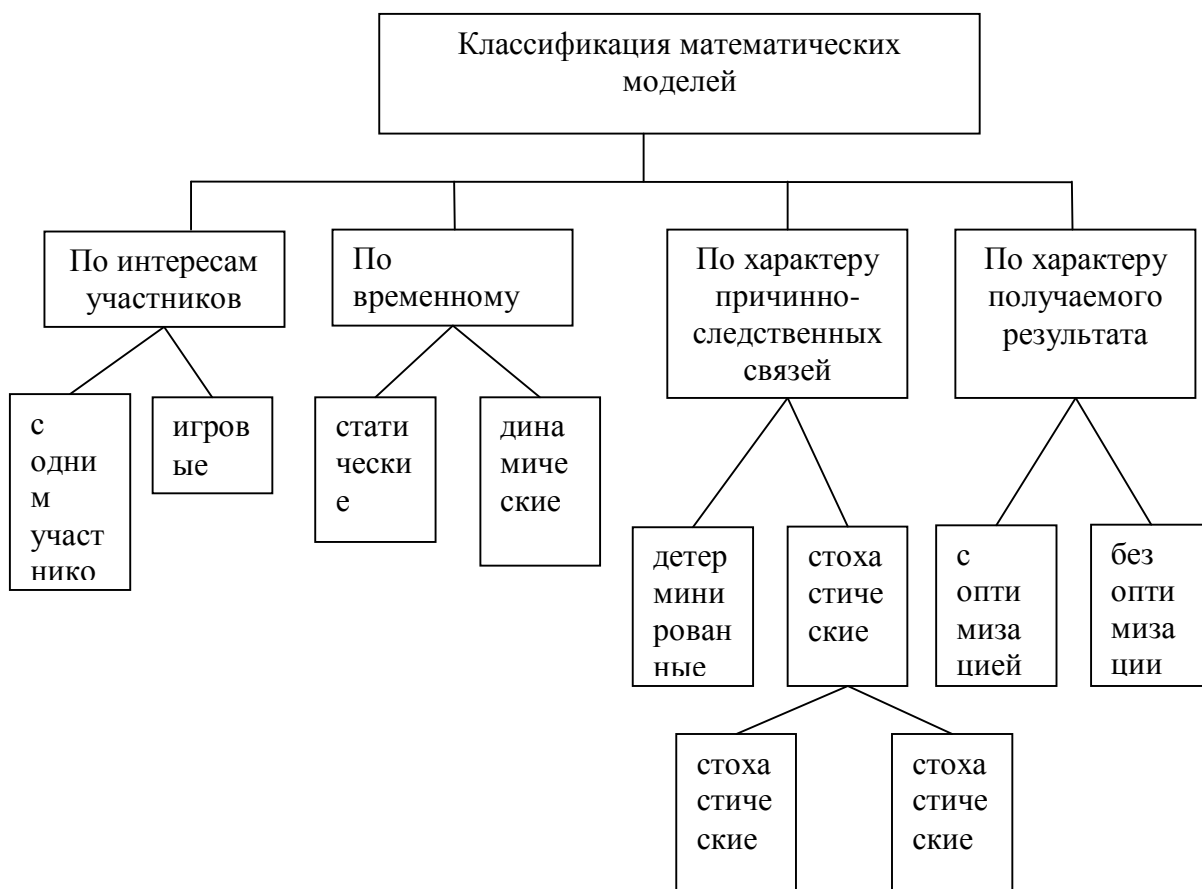 Классификация математических
моделей
По интересам
участников
По
временному
По характеру
причинно-
следственных
связей
По характеру
получаемого
результата
с
одни
м
участ
нико
игров
ые
стати
чески
е
дина
миче
ские
детер
мини
рован
ные
стоха
стиче
ские
с
опти
миза
цией
без
опти
миза
ции
стоха
стиче
ские
стоха
стиче
ские